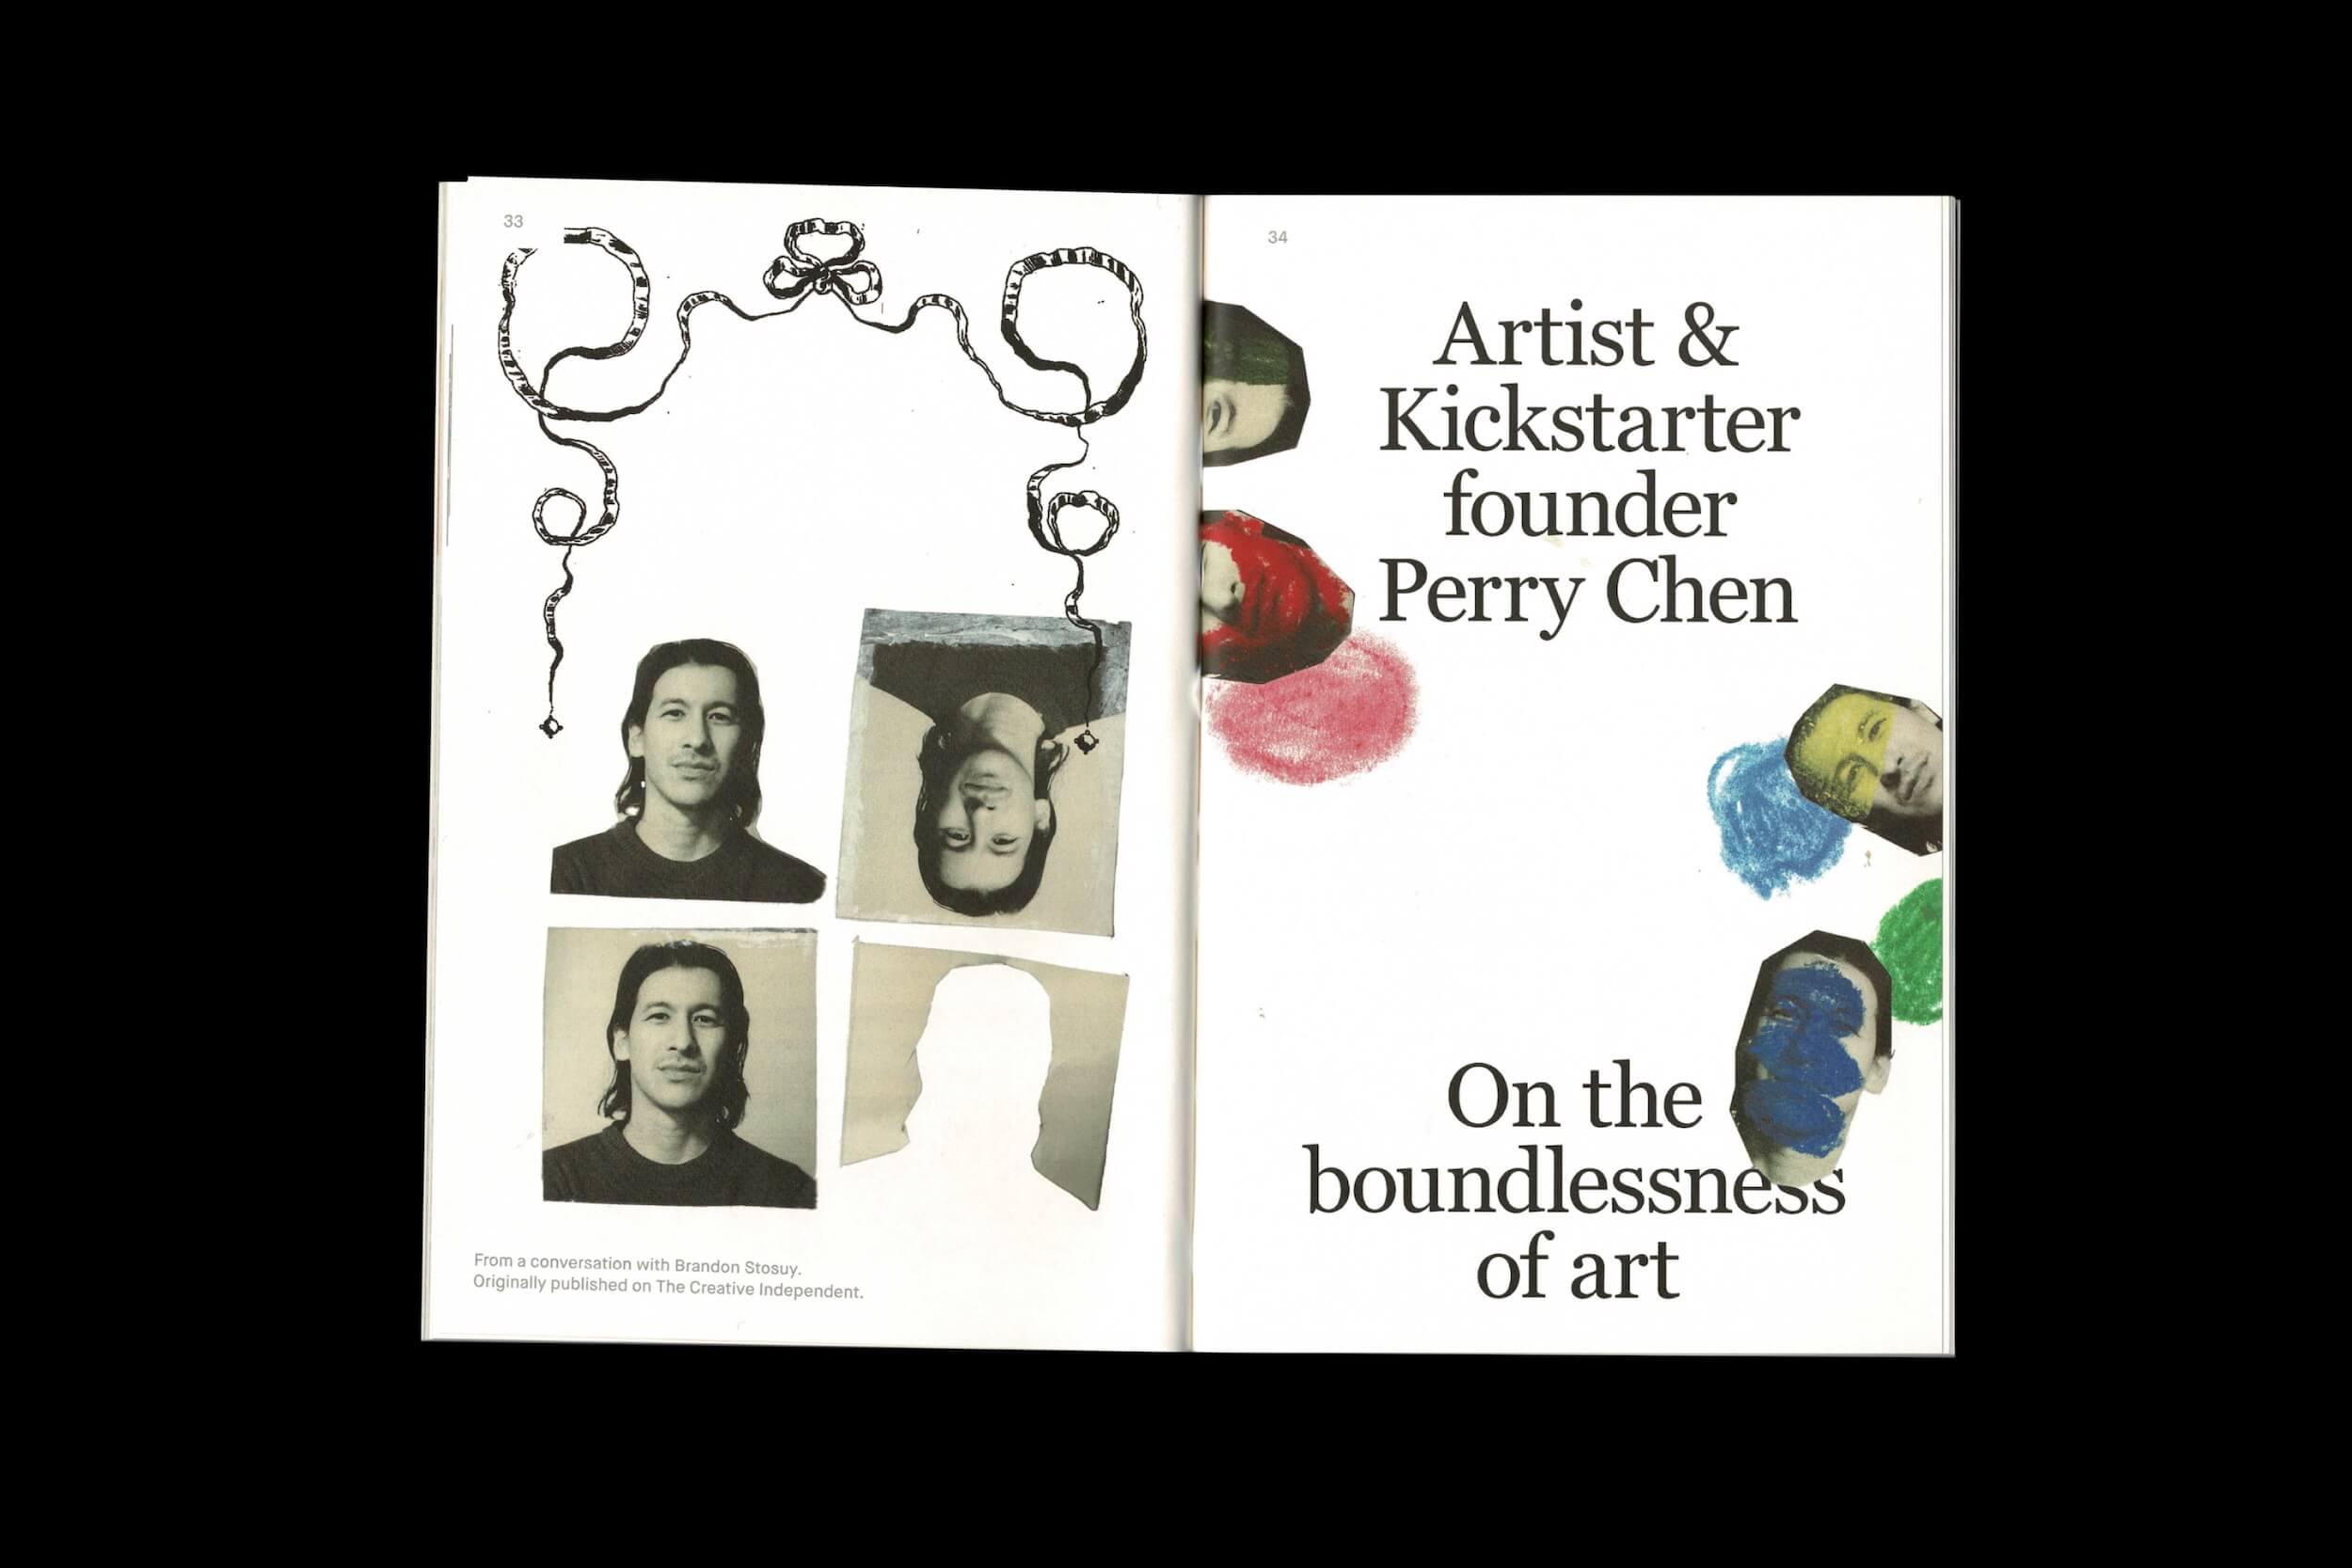 33
From a conversation with Brandon Stosuy.
Originally published on The Creative Independent.
34
Artist &
Kickstarter
founder
Perry Chen
On the
boundlessness
of art